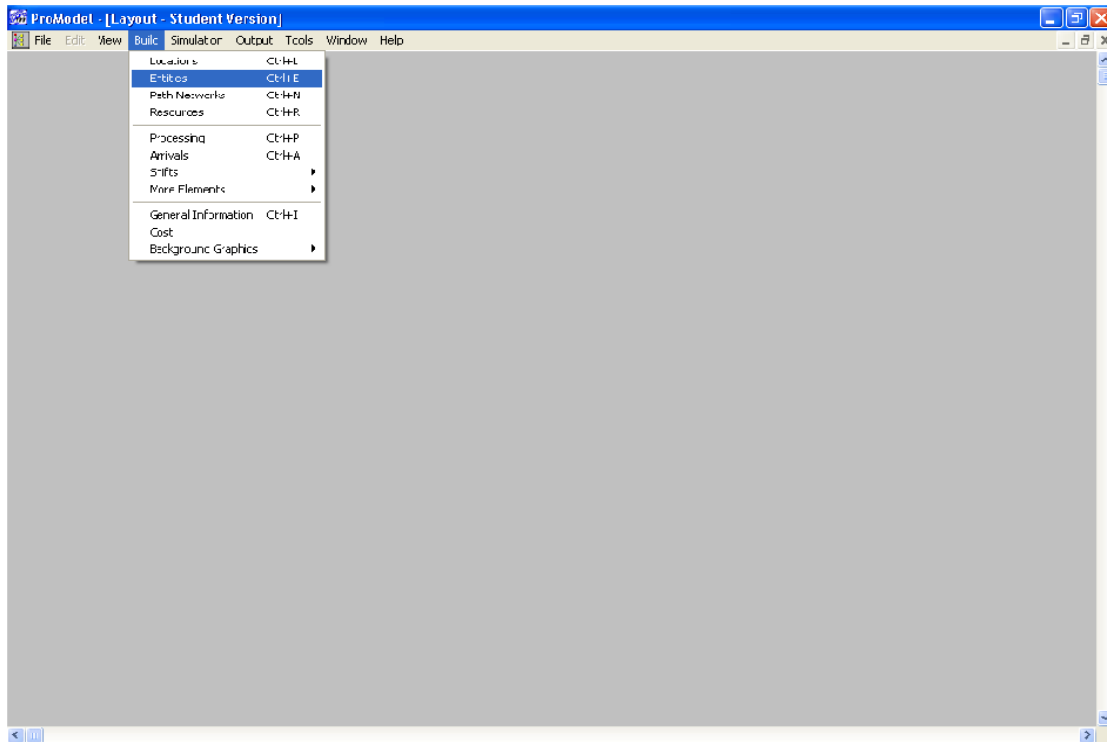 ProModel - [Layout - Student Version]
File Edit View Build Simulation Output Tools Window Help
Locations Ctrl+L
Entities Ctrl+E
Path Networks Ctrl+N
Resources Ctrl+R
Processing Ctrl+P
Arrivals Ctrl+A
Shifts
More Elements
General Information Ctrl+I
Cost
Background Graphics